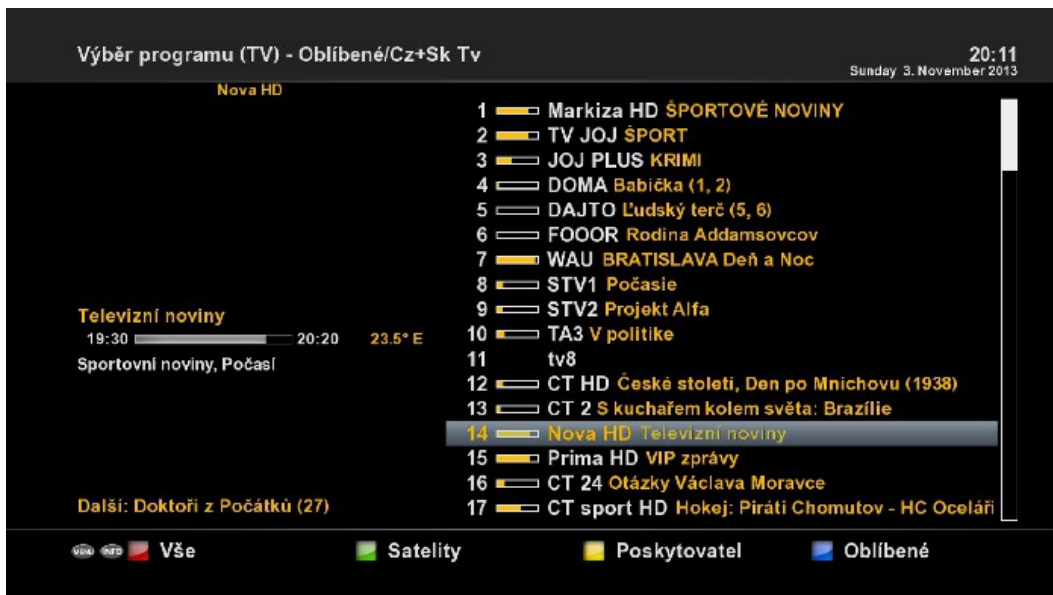 Výběr programu (TV) - Oblíbené/Cz+Sk Tv
20:11
Sunday 3. November 2013
Nova HD
1 Markiza HD ŠPORTOVÉ NOVINY
2 TV JOJ ŠPORT
3 JOJ PLUS KRIMI
4 DOMA Babička (1, 2)
5 DAJTO Ľudský terč (5, 6)
6 FOOOR Rodina Addamsovcov
7 WAU BRATISLAVA Deň a Noc
8 STV1 Počasie
9 STV2 Projekt Alfa
10 TA3 V politike
11 tv8
12 CT HD České století, Den po Mnichovu (1938)
13 CT 2 S kuchařem kolem světa: Brazílie
14 Nova HD Televizní noviny
15 Prima HD VIP zprávy
16 CT 24 Otázky Václava Moravce
17 CT sport HD Hokej: Piráti Chomutov - HC Oceláři
Televizní noviny
19:30 20:20 23.5° E
Sportovní noviny, Počasí
Další: Doktoři z Počátků (27)
MENU INFO Vše Satelity Poskytovatel Oblíbené